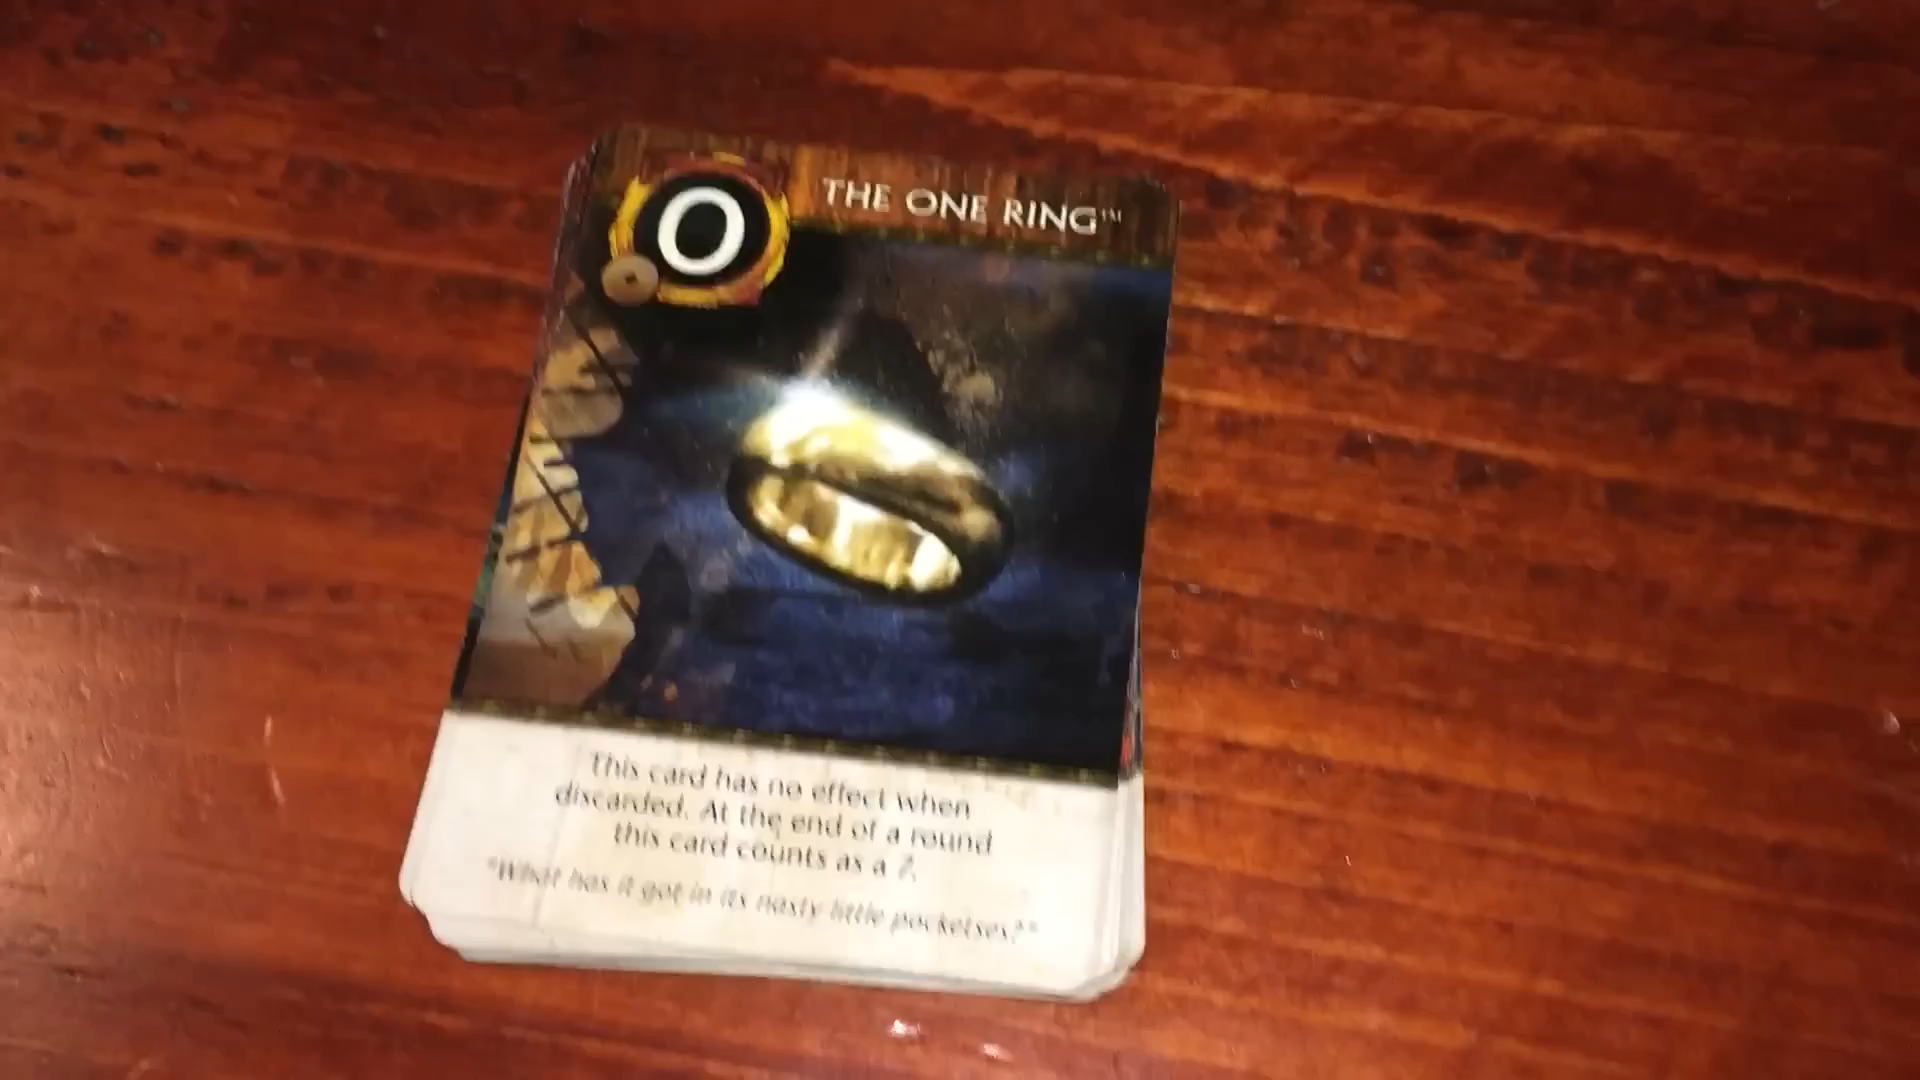 0
THE ONE RING™
This card has no effect when
discarded. At the end of a round
this card counts as a 7.
"What has it got in its nasty little pocketses?"